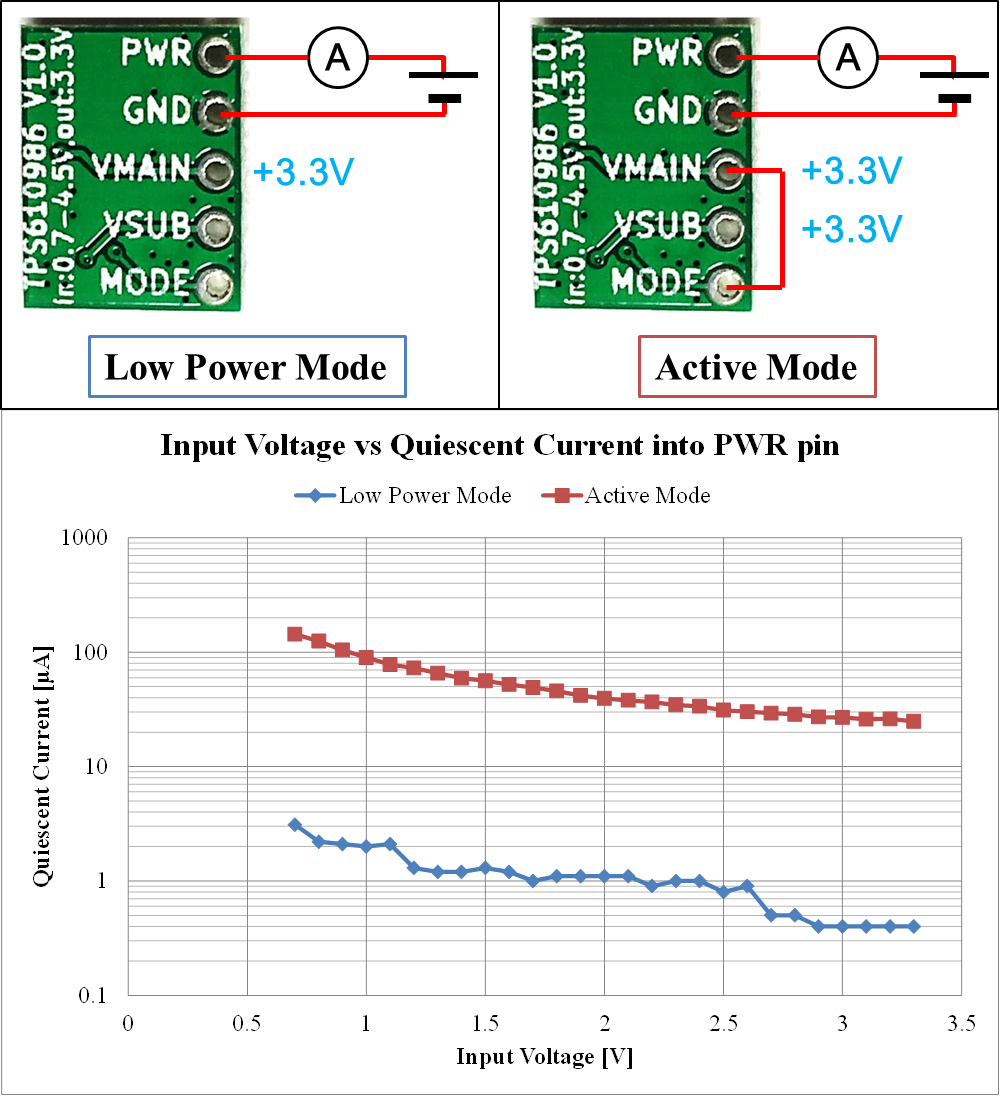 TPS610986 V1.0
In:0.7-4.5V.out:3.3V
PWR
GND
VMAIN
VSUB
MODE
A
+3.3V
Low Power Mode
TPS610986 V1.0
In:0.7-4.5V.out:3.3V
PWR
GND
VMAIN
VSUB
MODE
A
+3.3V
+3.3V
Active Mode
Input Voltage vs Quiescent Current into PWR pin
Low Power Mode
Active Mode
Quiescent Current [µA]
1000
100
10
1
0.1
0
0.5
1
1.5
2
2.5
3
3.5
Input Voltage [V]